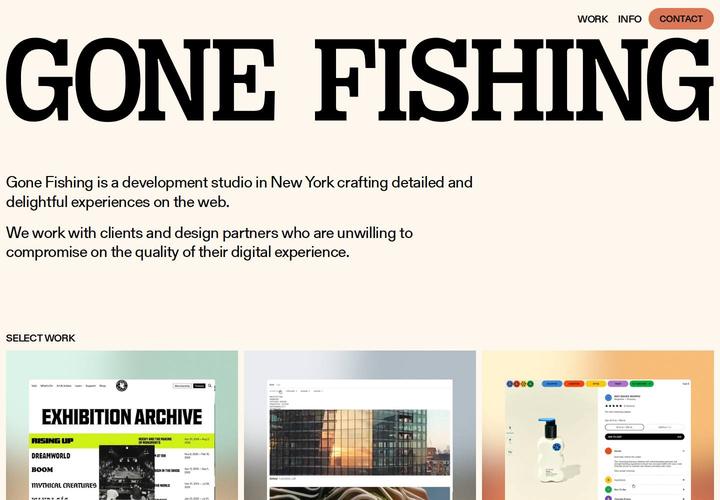 WORK INFO CONTACT
GONE FISHING
Gone Fishing is a development studio in New York crafting detailed and
delightful experiences on the web.
We work with clients and design partners who are unwilling to
compromise on the quality of their digital experience.
SELECT WORK
EXHIBITION ARCHIVE
RISING UP
DREAMWORLD
BOOM
MYTHICAL CREATURES